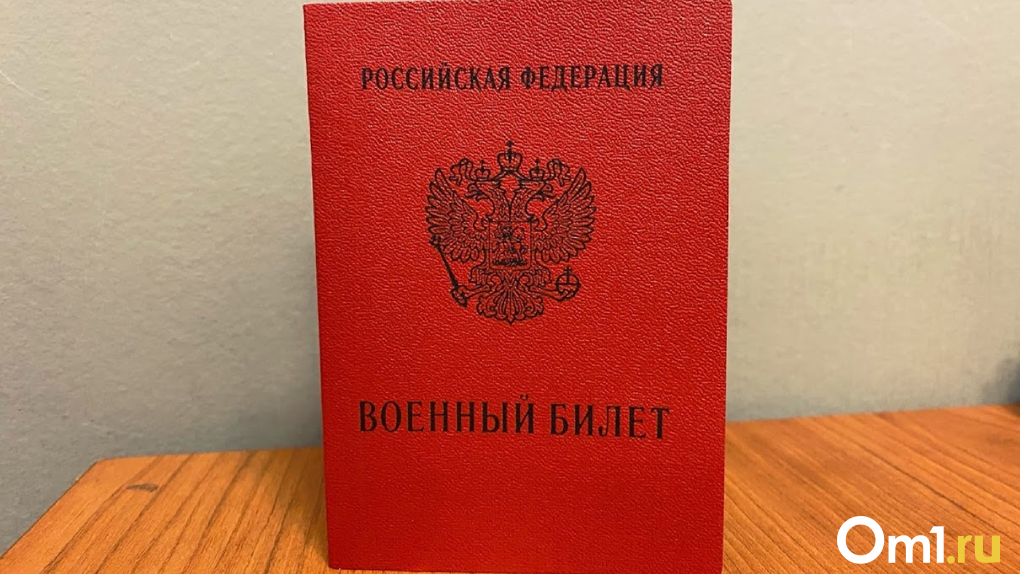 РОССИЙСКАЯ ФЕДЕРАЦИЯ
ВОЕННЫЙ БИЛЕТ
Om1.ru